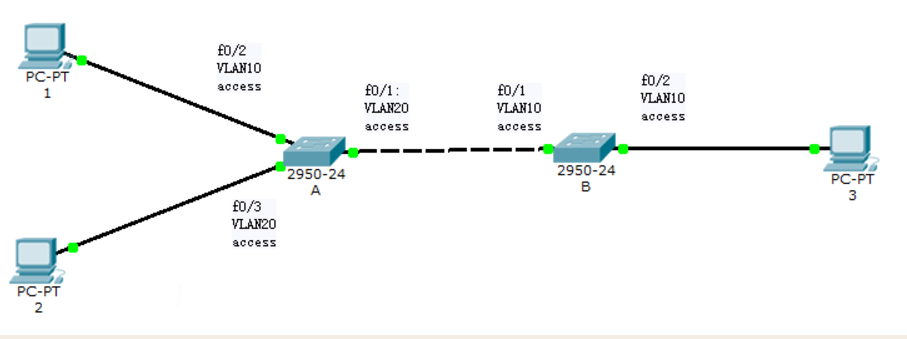 PC-PT
1
f0/2
VLAN10
access
f0/1:
VLAN20
access
f0/1
VLAN10
access
f0/2
VLAN10
access
2950-24
A
2950-24
B
PC-PT
3
f0/3
VLAN20
access
PC-PT
2